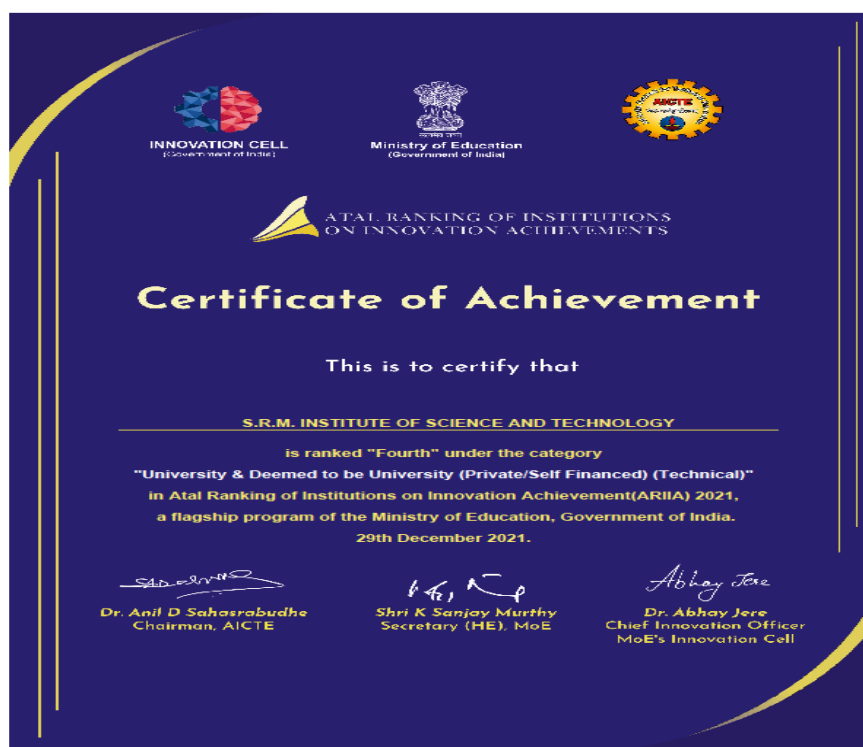 INNOVATION CELL
(Government of India)
Ministry of Education
(Government of India)
AICTE
ATAL RANKING OF INSTITUTIONS
ON INNOVATION ACHIEVEMENTS
Certificate of Achievement
This is to certify that
S.R.M. INSTITUTE OF SCIENCE AND TECHNOLOGY
is ranked "Fourth" under the category
"University & Deemed to be University (Private/Self Financed) (Technical)"
in Atal Ranking of Institutions on Innovation Achievement(ARIIA) 2021,
a flagship program of the Ministry of Education, Government of India.
29th December 2021.
Abhay Jere
Dr. Anil D Sahasrabudhe
Chairman, AICTE
Shri K Sanjay Murthy
Secretary (HE), MoE
Dr. Abhay Jere
Chief Innovation Officer
MoE's Innovation Cell